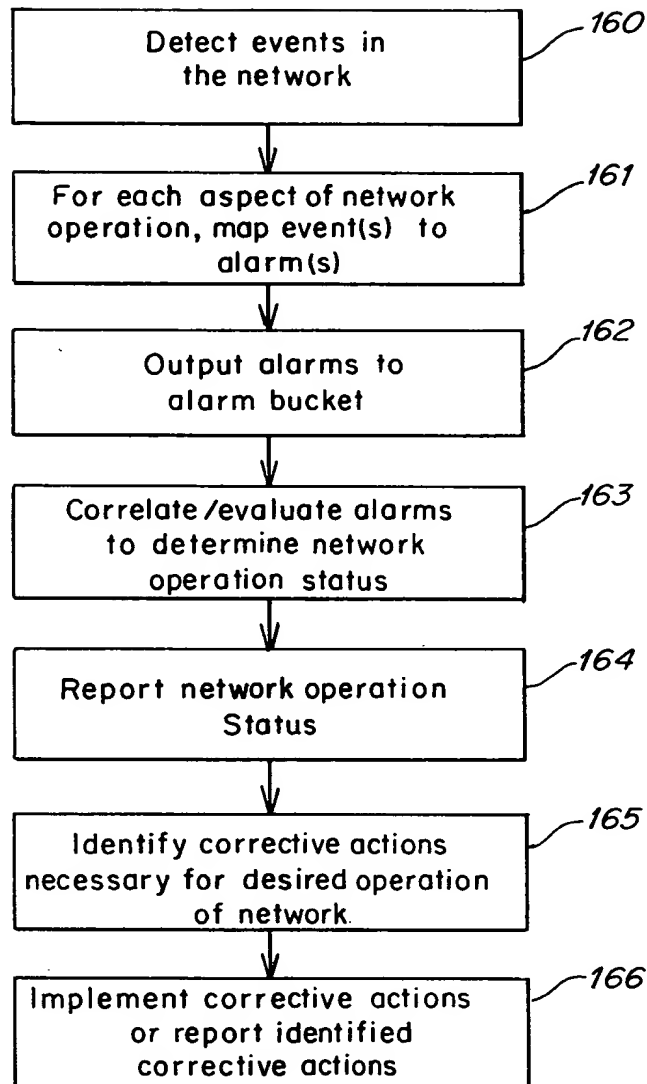 Detect events in
the network
160
For each aspect of network
operation, map event(s) to
alarm(s)
161
Output alarms to
alarm bucket
162
Correlate/evaluate alarms
to determine network
operation status
163
Report network operation
Status
164
Identify corrective actions
necessary for desired operation
of network.
165
Implement corrective actions
or report identified
corrective actions
166